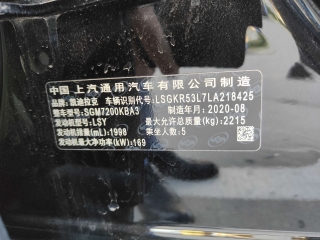 中国上汽通用汽车有限公司制造
品牌:凯迪拉克 车辆识别代号:LSGKR53L7LA218425
整车型号:SGM7200KBA3 制造年月:2020-08
发动机型号:LSY 最大允许总质量(kg):2215
发动机排量(mL):1998 乘坐人数:5
发动机最大净功率(kW):169